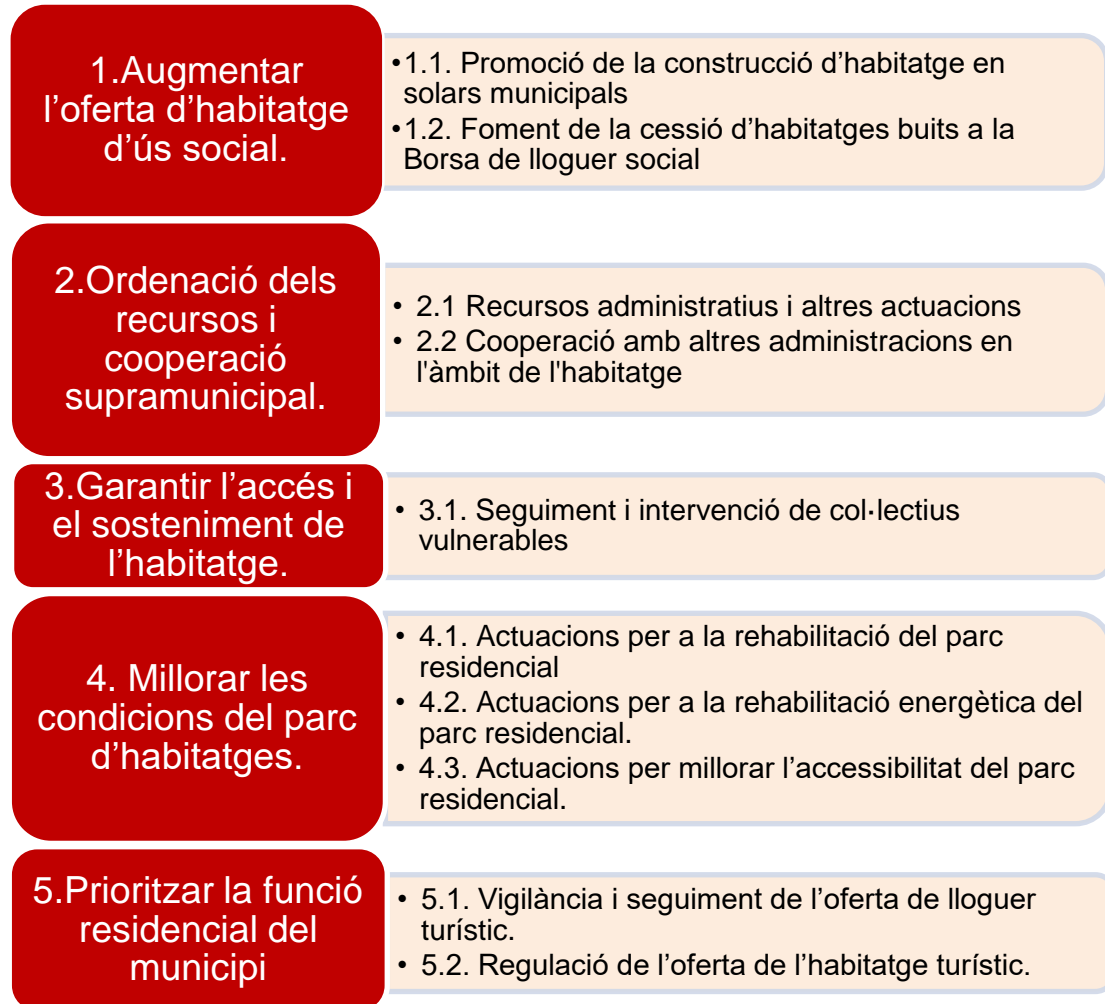 1.Augmentar
l’oferta d’habitatge
d’ús social.
•1.1. Promoció de la construcció d’habitatge en
solars municipals
•1.2. Foment de la cessió d’habitatges buits a la
Borsa de lloguer social
2.Ordenació dels
recursos i
cooperació
supramunicipal.
• 2.1 Recursos administratius i altres actuacions
• 2.2 Cooperació amb altres administracions en
l'àmbit de l'habitatge
3.Garantir l’accés i
el sosteniment de
l’habitatge.
• 3.1. Seguiment i intervenció de col·lectius
vulnerables
4. Millorar les
condicions del parc
d’habitatges.
• 4.1. Actuacions per a la rehabilitació del parc
residencial
• 4.2. Actuacions per a la rehabilitació energètica del
parc residencial.
• 4.3. Actuacions per millorar l’accessibilitat del parc
residencial.
5.Prioritzar la funció
residencial del
municipi
• 5.1. Vigilància i seguiment de l’oferta de lloguer
turístic.
• 5.2. Regulació de l’oferta de l’habitatge turístic.